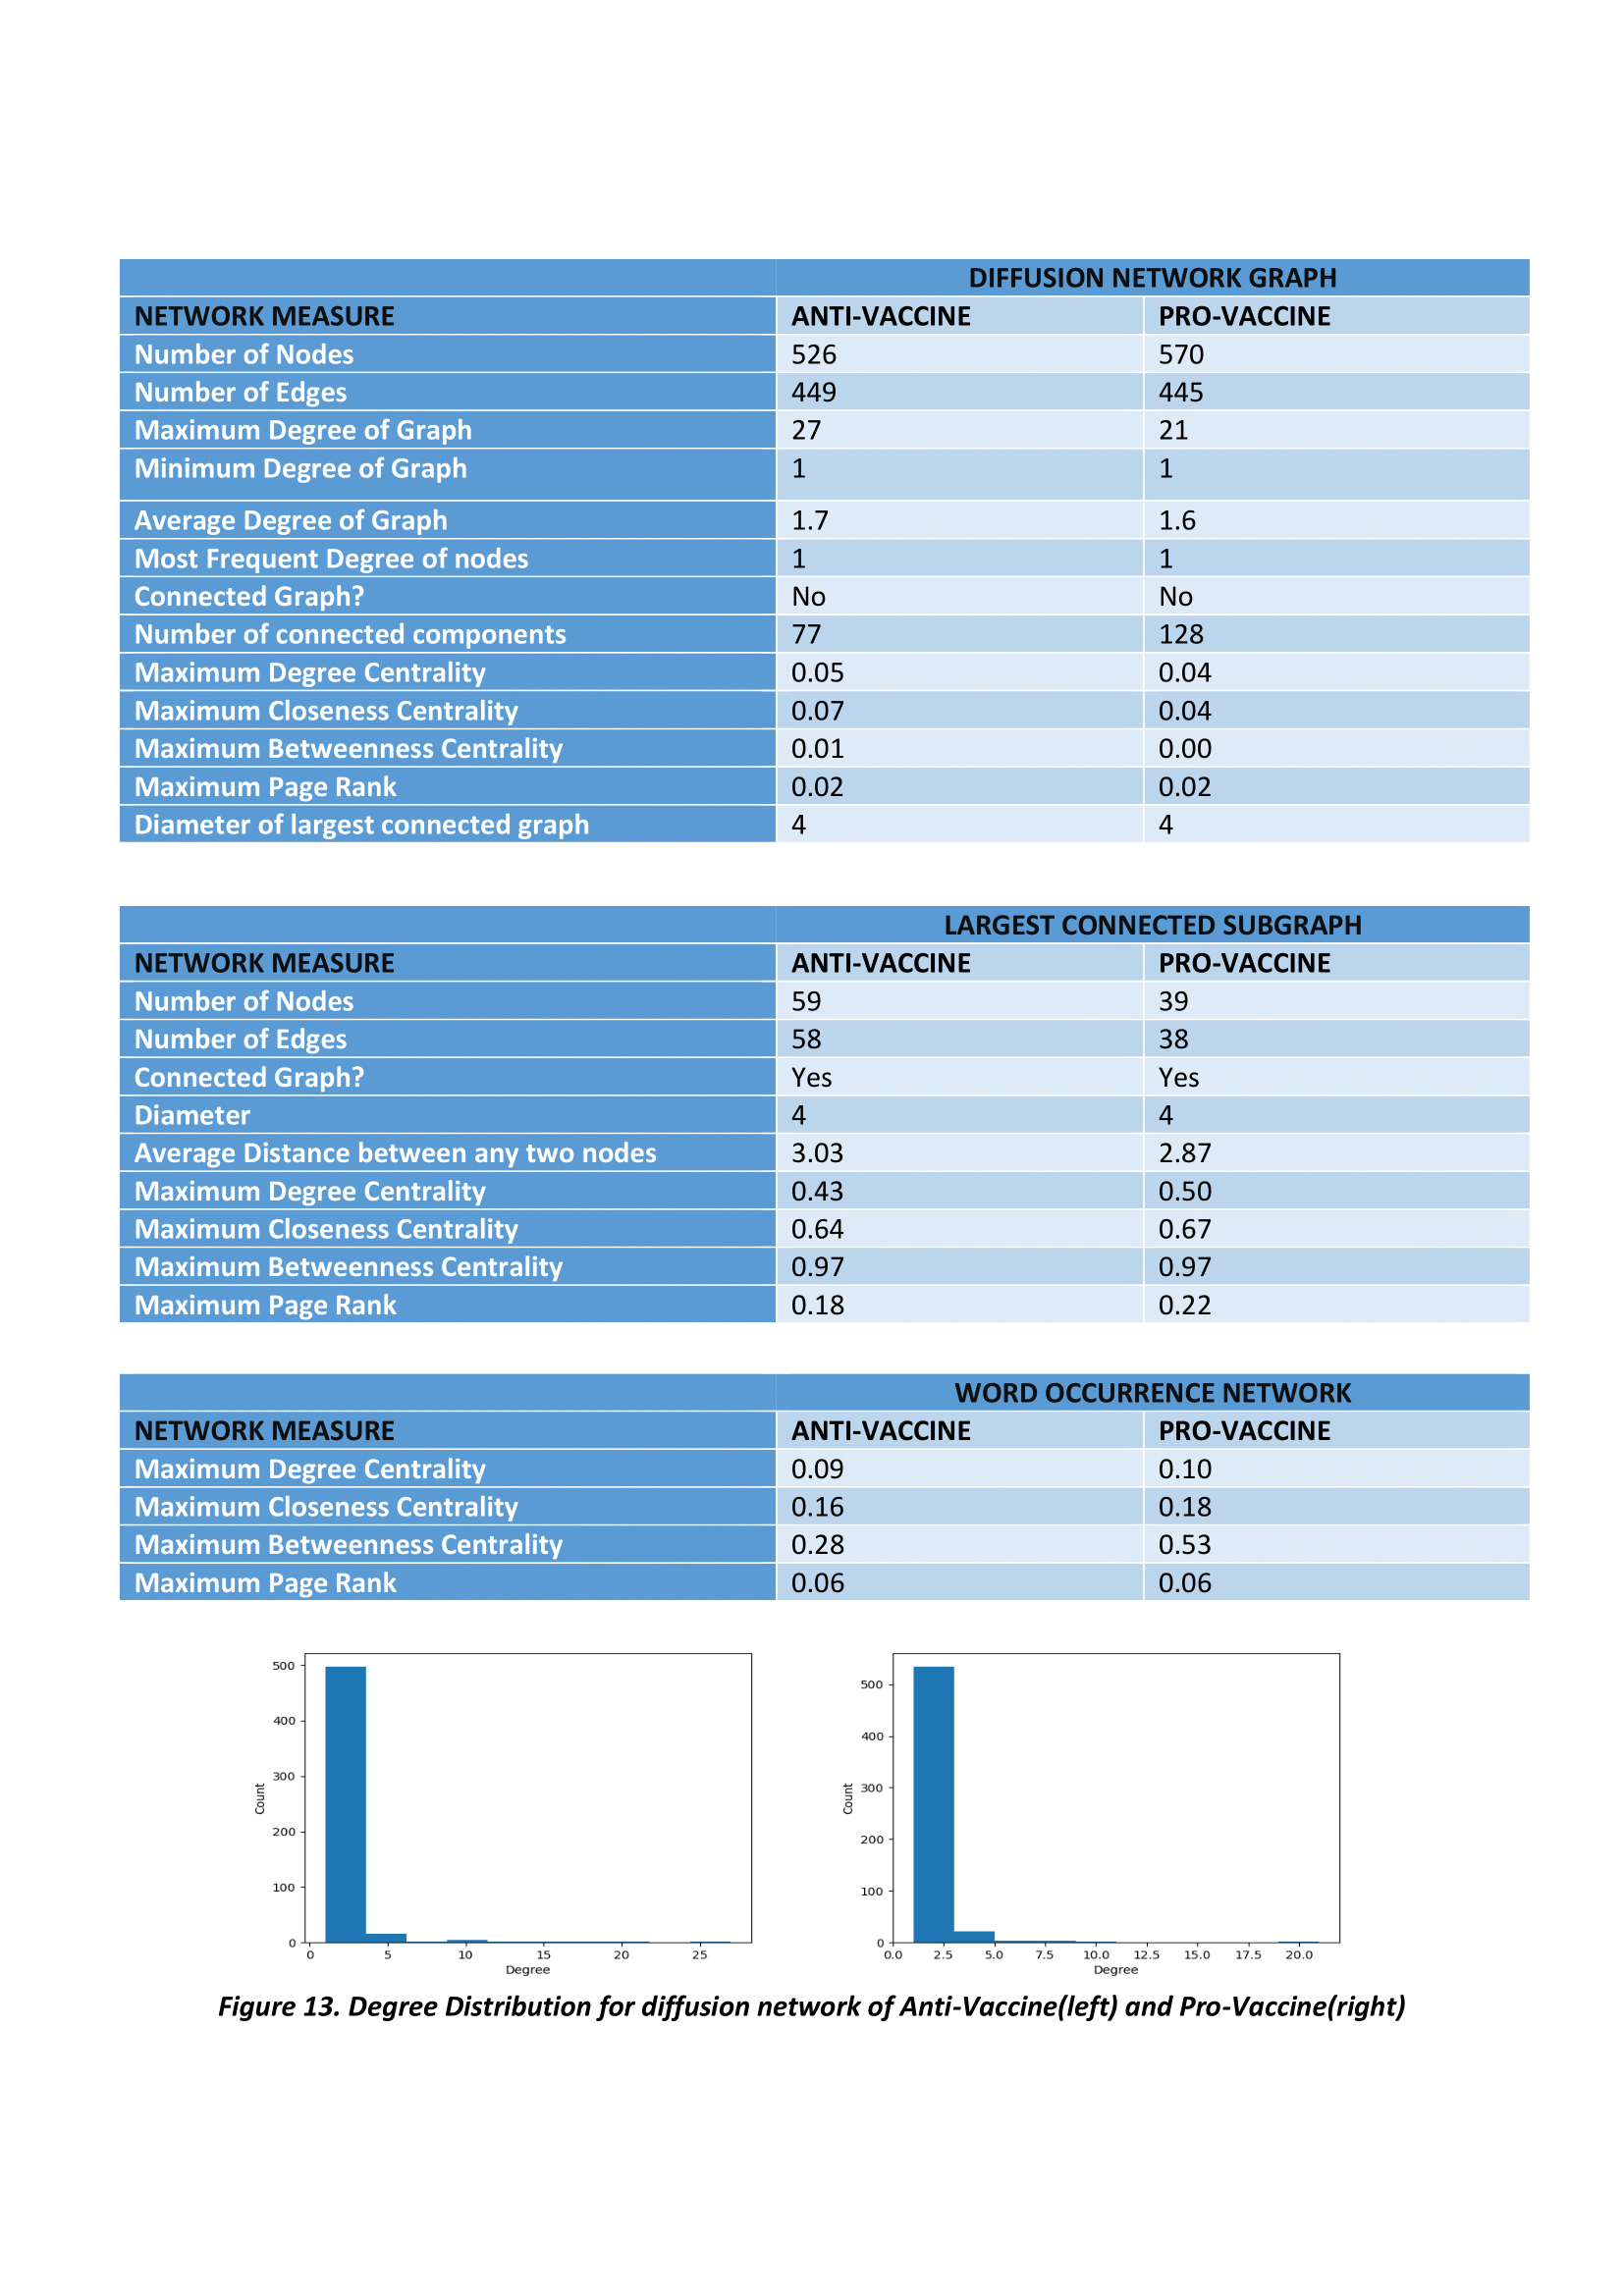 DIFFUSION NETWORK GRAPH
NETWORK MEASURE ANTI-VACCINE PRO-VACCINE
Number of Nodes 526 570
Number of Edges 449 445
Maximum Degree of Graph 27 21
Minimum Degree of Graph 1 1
Average Degree of Graph 1.7 1.6
Most Frequent Degree of nodes 1 1
Connected Graph? No No
Number of connected components 77 128
Maximum Degree Centrality 0.05 0.04
Maximum Closeness Centrality 0.07 0.04
Maximum Betweenness Centrality 0.01 0.00
Maximum Page Rank 0.02 0.02
Diameter of largest connected graph 4 4
LARGEST CONNECTED SUBGRAPH
NETWORK MEASURE ANTI-VACCINE PRO-VACCINE
Number of Nodes 59 39
Number of Edges 58 38
Connected Graph? Yes Yes
Diameter 4 4
Average Distance between any two nodes 3.03 2.87
Maximum Degree Centrality 0.43 0.50
Maximum Closeness Centrality 0.64 0.67
Maximum Betweenness Centrality 0.97 0.97
Maximum Page Rank 0.18 0.22
WORD OCCURRENCE NETWORK
NETWORK MEASURE ANTI-VACCINE PRO-VACCINE
Maximum Degree Centrality 0.09 0.10
Maximum Closeness Centrality 0.16 0.18
Maximum Betweenness Centrality 0.28 0.53
Maximum Page Rank 0.06 0.06
500
400
300
200
100
0
Count
0 5 10 15 20 25
Degree
500
400
300
200
100
0
Count
0.0 2.5 5.0 7.5 10.0 12.5 15.0 17.5 20.0
Degree
Figure 13. Degree Distribution for diffusion network of Anti-Vaccine(left) and Pro-Vaccine(right)